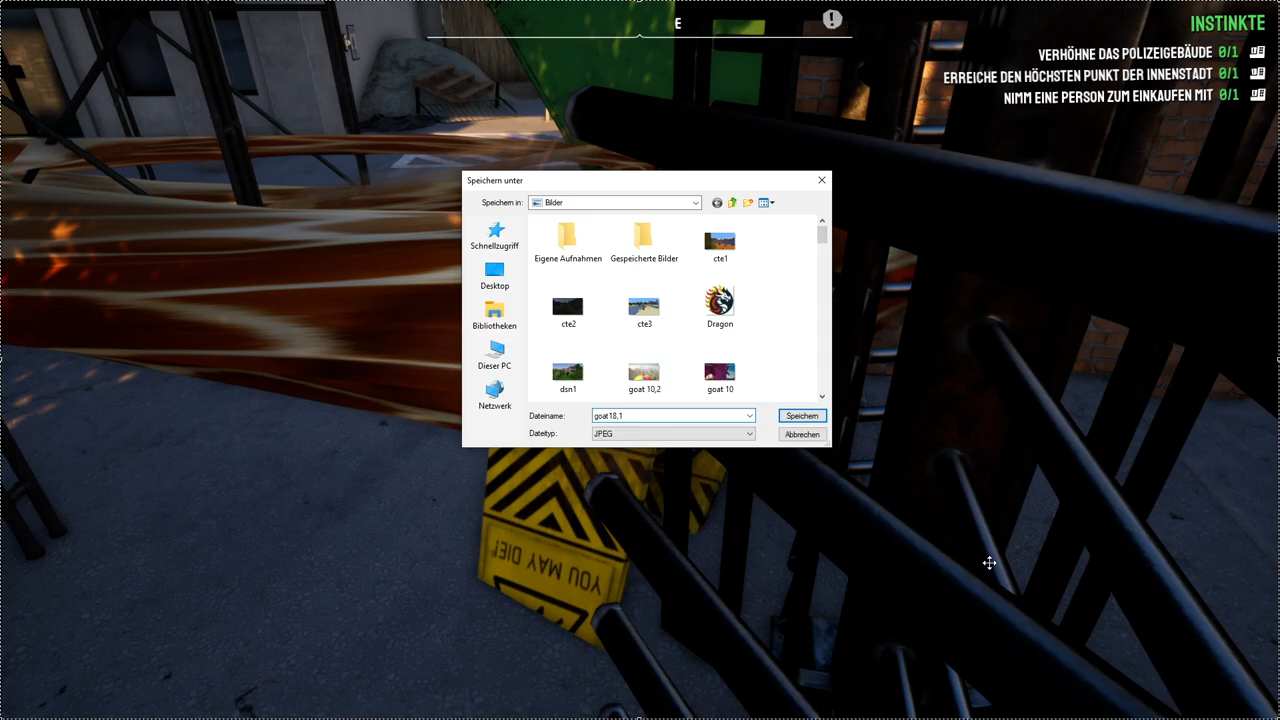 E
INSTINKTE
VERHÖHNE DAS POLIZEIGEBÄUDE 0/1
ERREICHE DEN HÖCHSTEN PUNKT DER INNENSTADT 0/1
NIMM EINE PERSON ZUM EINKAUFEN MIT 0/1
Speichern unter
Speichern in: Bilder
Schnellzugriff
Desktop
Bibliotheken
Dieser PC
Netzwerk
Eigene Aufnahmen Gespeicherte Bilder cte1
cte2 cte3 Dragon
dsn1 goat 10,2 goat 10
Dateiname: goat18,1 Speichern
Dateityp: JPEG Abbrechen
YOU MAY DIE!